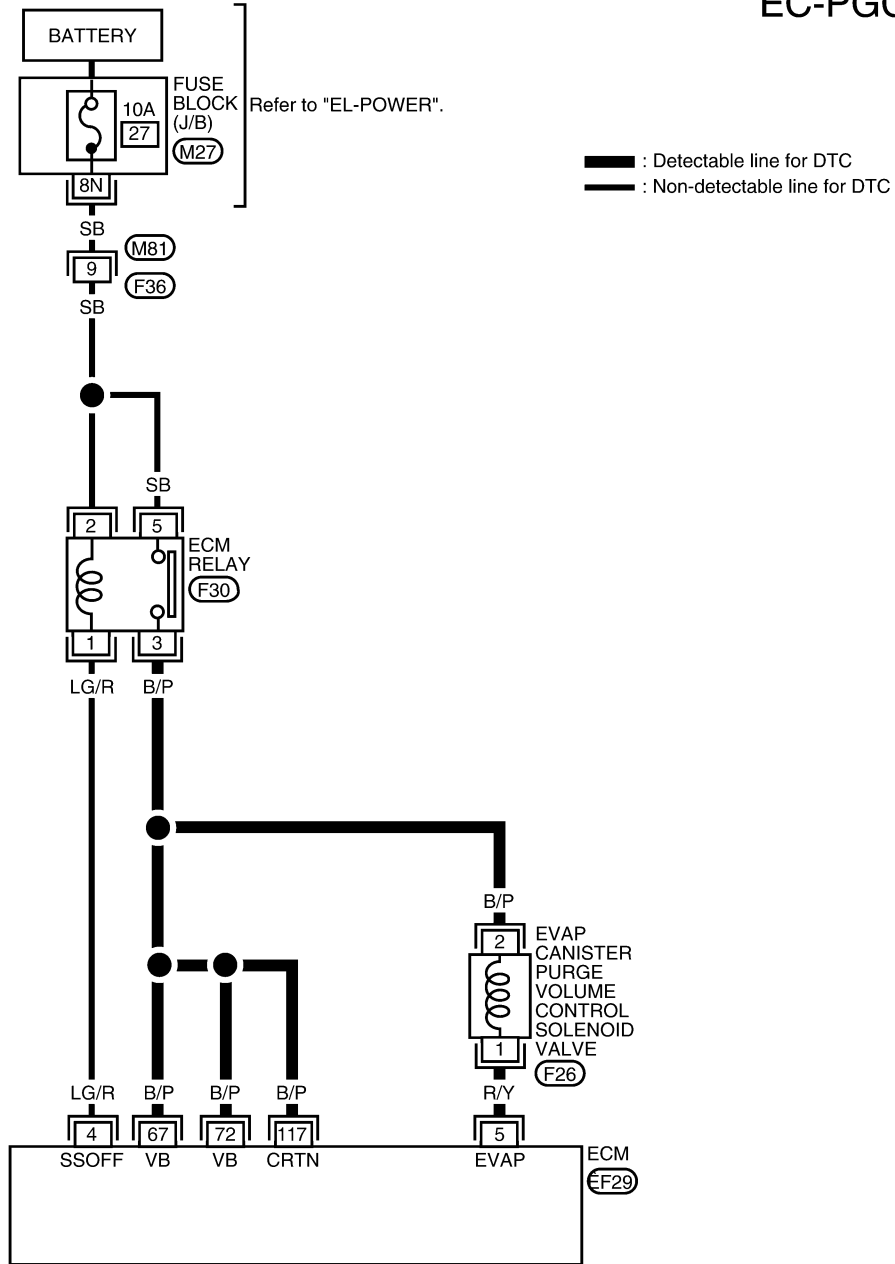 EC-PGC
BATTERY
FUSE
BLOCK
(J/B)
10A
27
M27
Refer to "EL-POWER".
: Detectable line for DTC
: Non-detectable line for DTC
8N
SB
M81
9
F36
SB
SB
2
5
ECM
RELAY
F30
1
3
LG/R
B/P
B/P
2
EVAP
CANISTER
PURGE
VOLUME
CONTROL
SOLENOID
VALVE
1
F26
LG/R
B/P
B/P
B/P
R/Y
4
67
72
117
5
SSOFF
VB
VB
CRTN
EVAP
ECM
F29